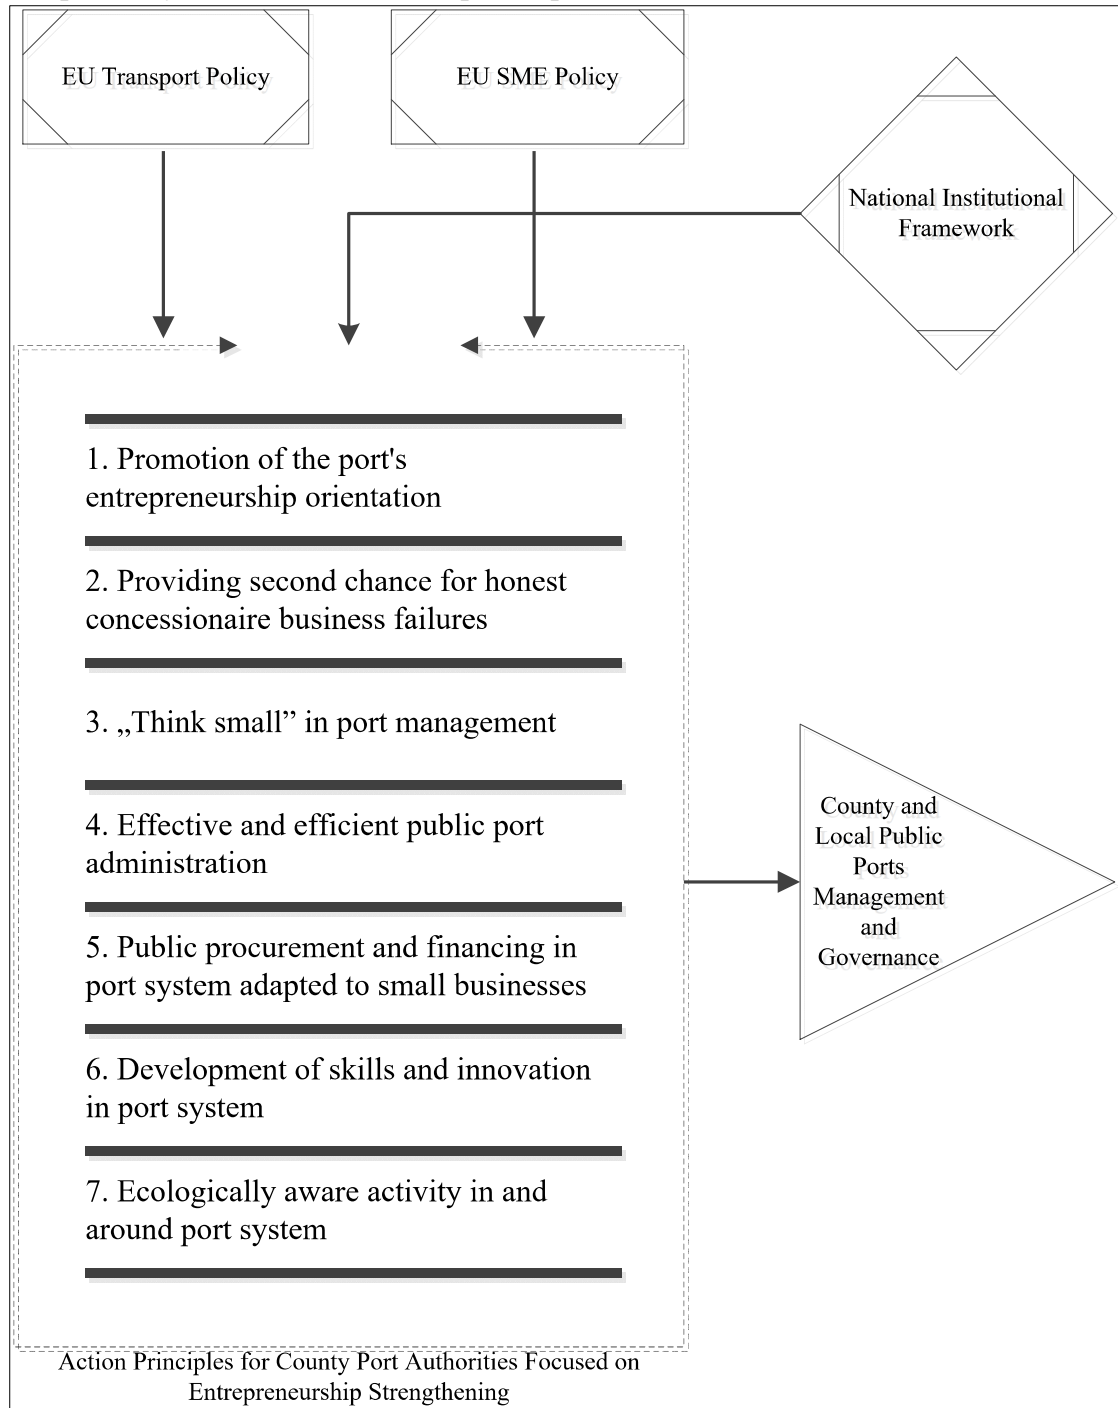 EU Transport Policy
EU SME Policy
National Institutional
Framework
1. Promotion of the port's
entrepreneurship orientation
2. Providing second chance for honest
concessionaire business failures
3. „Think small” in port management
4. Effective and efficient public port
administration
5. Public procurement and financing in
port system adapted to small businesses
6. Development of skills and innovation
in port system
7. Ecologically aware activity in and
around port system
County and
Local Public
Ports
Management
and
Governance
Action Principles for County Port Authorities Focused on
Entrepreneurship Strengthening